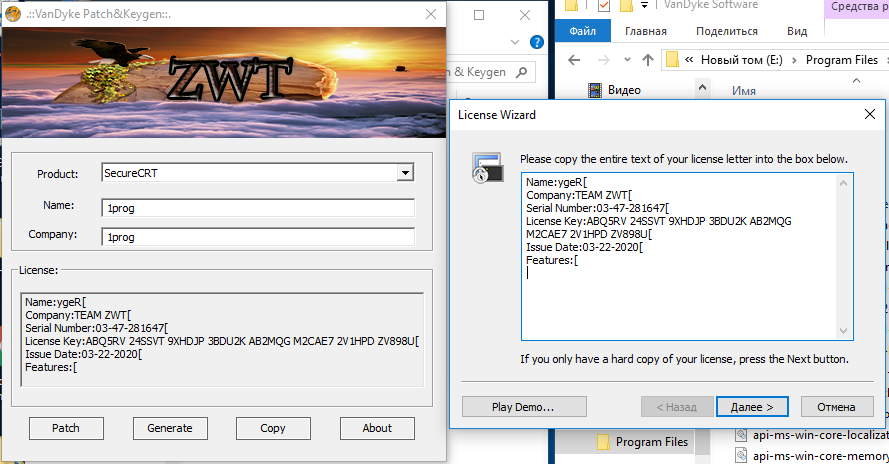 .::VanDyke Patch&Keygen::.
ZWT
Product:
SecureCRT
Name:
1prog
Company:
1prog
License:
Name:ygeR[
Company:TEAM ZWT[
Serial Number:03-47-281647[
License Key:ABQ5RV 24SSVT 9XHDJP 3BDU2K AB2MQG M2CAE7 2V1HPD ZV898U[
Issue Date:03-22-2020[
Features:[
Patch
Generate
Copy
About
h & Keygen
VanDyke Software
Средства р
Файл
Главная
Поделиться
Вид
« Новый том (E:) > Program Files >
Видео
Имя
License Wizard
Please copy the entire text of your license letter into the box below.
Name:ygeR[
Company:TEAM ZWT[
Serial Number:03-47-281647[
License Key:ABQ5RV 24SSVT 9XHDJP 3BDU2K AB2MQG
M2CAE7 2V1HPD ZV898U[
Issue Date:03-22-2020[
Features:[
If you only have a hard copy of your license, press the Next button.
Play Demo...
< Назад
Далее >
Отмена
Program Files
api-ms-win-core-localizat
api-ms-win-core-memory